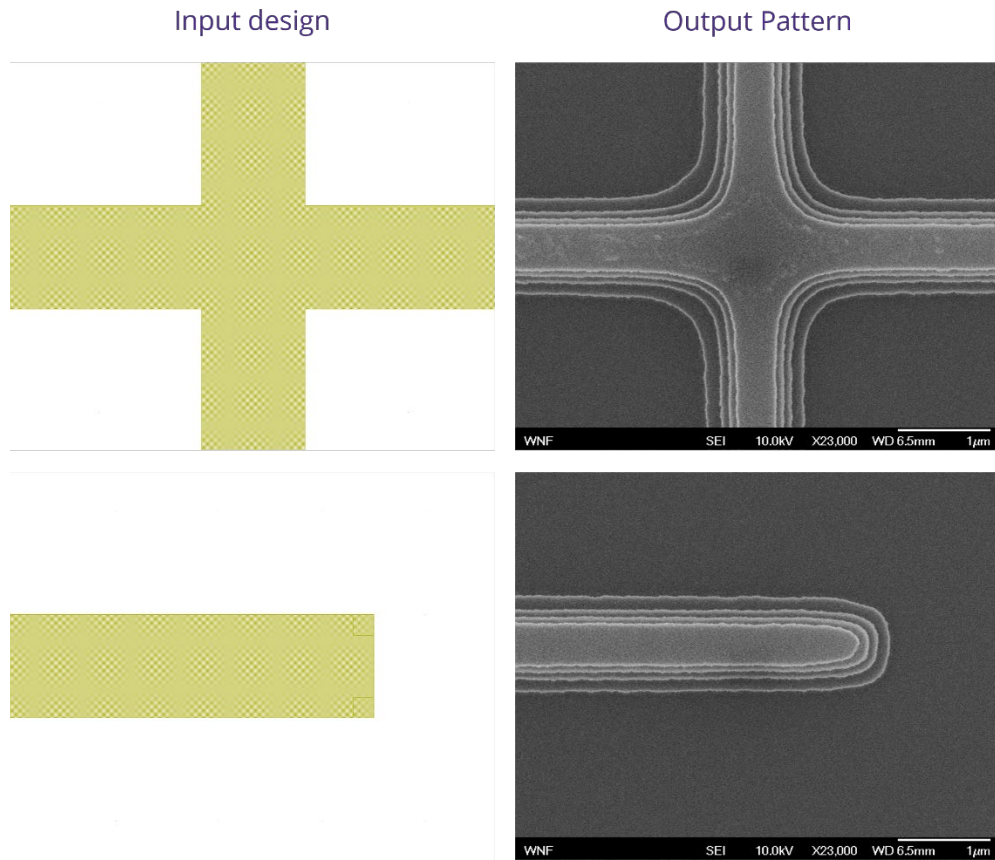 Input design
Output Pattern
WNF SEI 10.0kV X23,000 WD 6.5mm 1µm
WNF SEI 10.0kV X23,000 WD 6.5mm 1µm